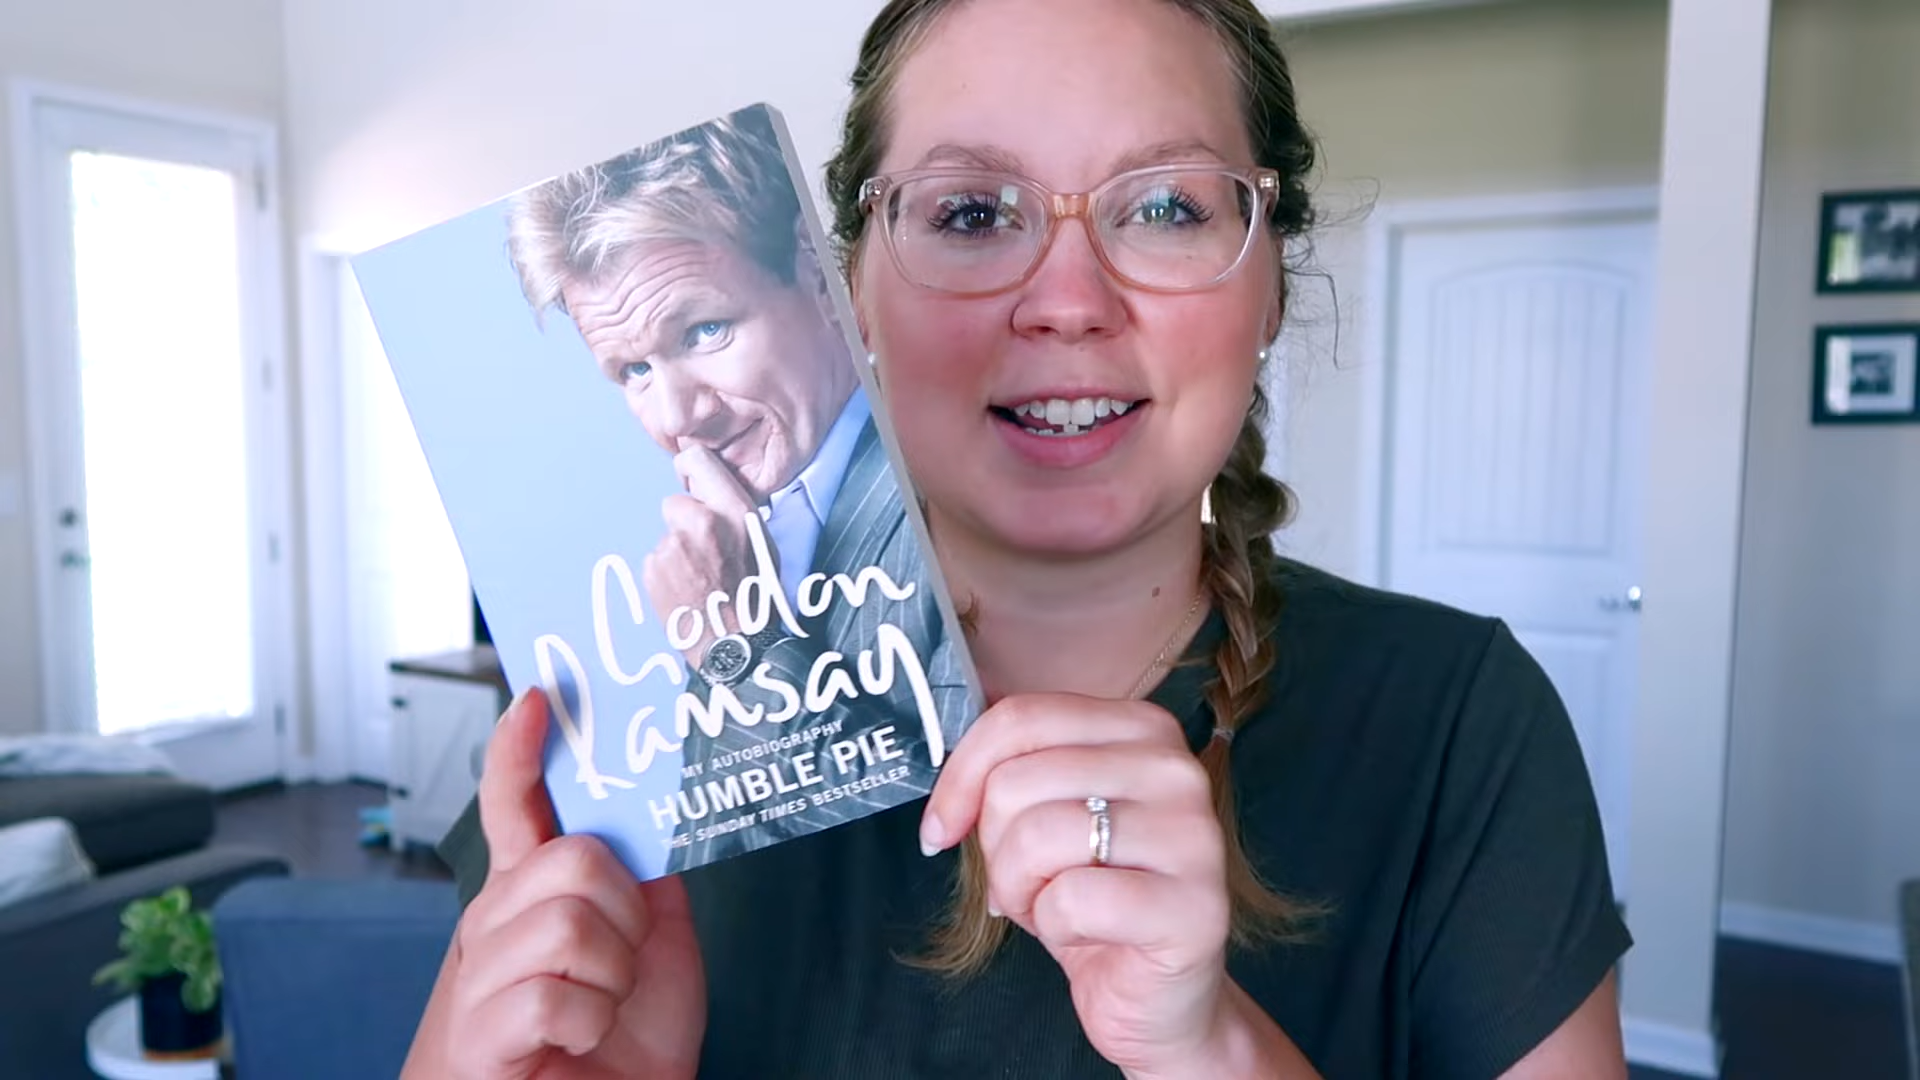 Gordon
Ramsay
MY AUTOBIOGRAPHY
HUMBLE PIE
THE SUNDAY TIMES BESTSELLER